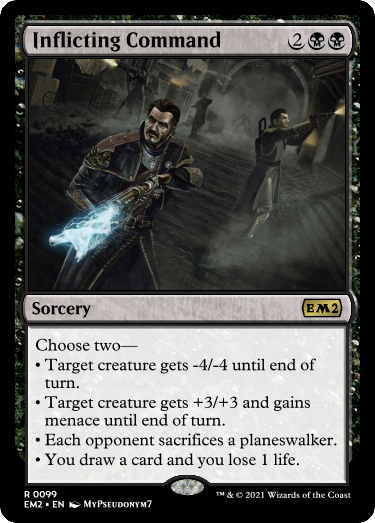 Inflicting Command 2
Sorcery EM2
Choose two—
• Target creature gets -4/-4 until end of
turn.
• Target creature gets +3/+3 and gains
menace until end of turn.
• Each opponent sacrifices a planeswalker.
• You draw a card and you lose 1 life.
R 0099
EM2 • EN MyPseudonym7
™ & © 2021 Wizards of the Coast